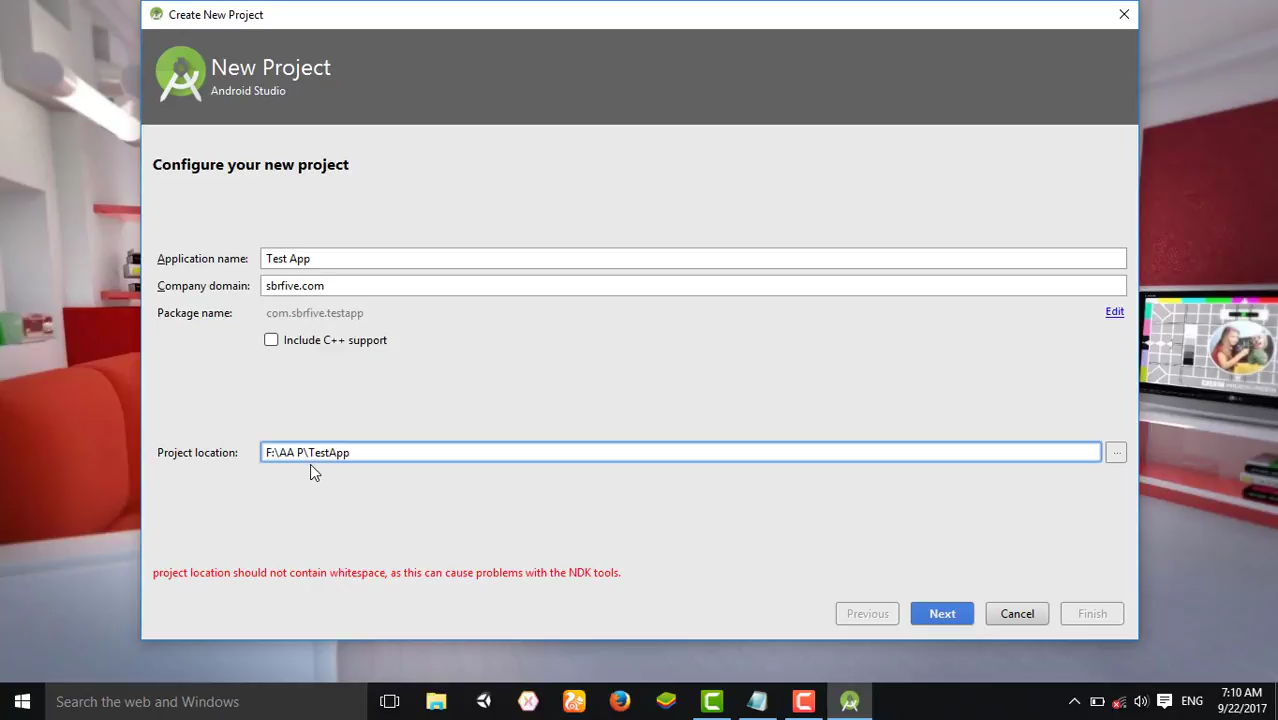 Create New Project
New Project
Android Studio
Configure your new project
Application name: Test App
Company domain: sbrfive.com
Package name: com.sbrfive.testapp Edit
Include C++ support
Project location: F:\AA P\TestApp ...
project location should not contain whitespace, as this can cause problems with the NDK tools.
Previous Next Cancel Finish
Search the web and Windows
ENG
7:10 AM
9/22/2017